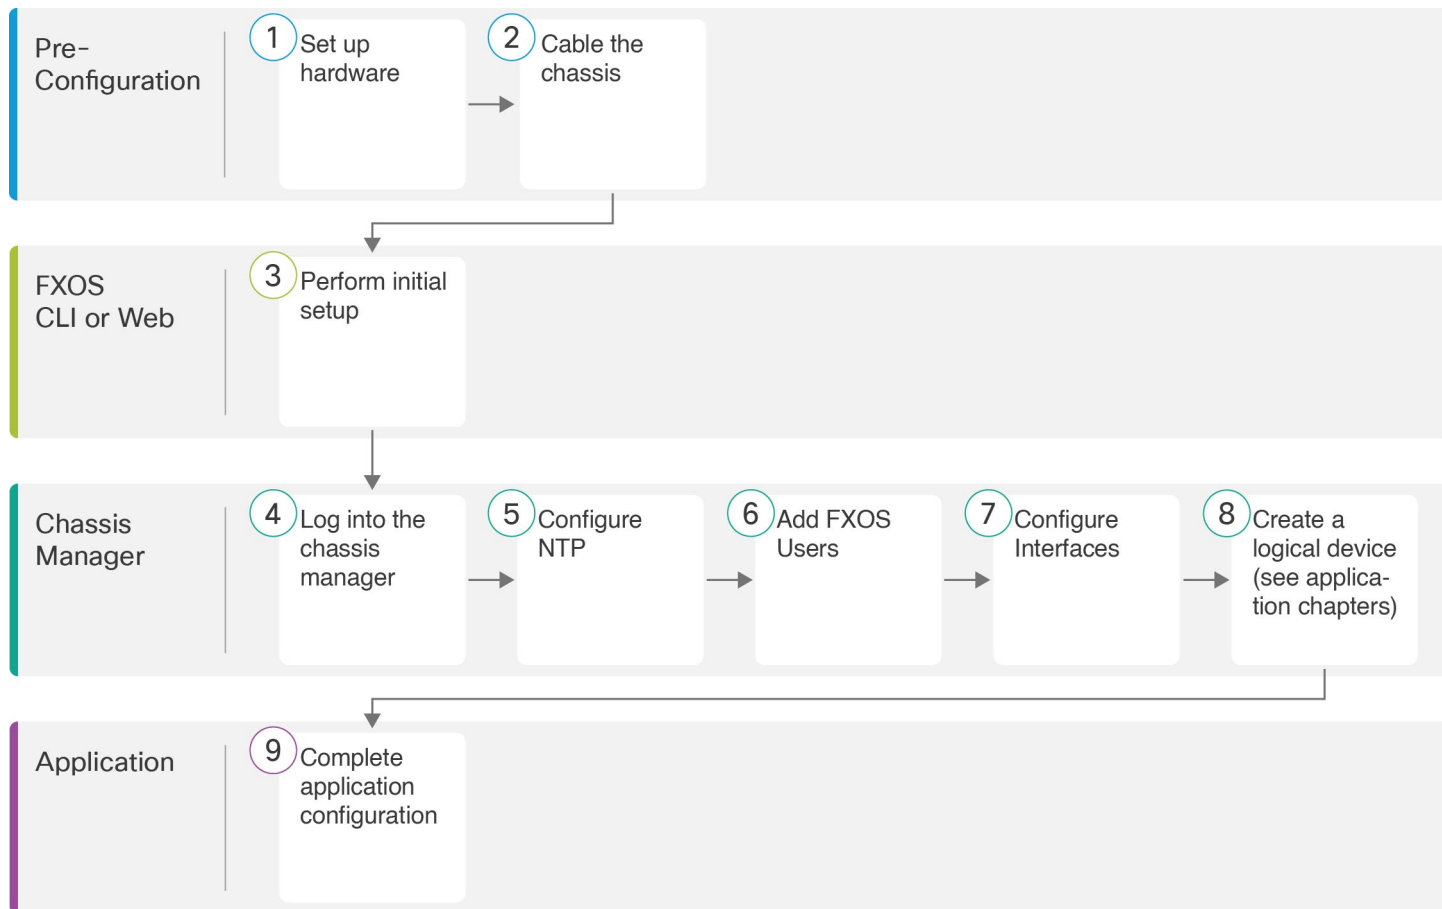 Pre-
Configuration
1
Set up
hardware
2
Cable the
chassis
FXOS
CLI or Web
3
Perform initial
setup
Chassis
Manager
4
Log into the
chassis
manager
5
Configure
NTP
6
Add FXOS
Users
7
Configure
Interfaces
8
Create a
logical device
(see applica-
tion chapters)
Application
9
Complete
application
configuration